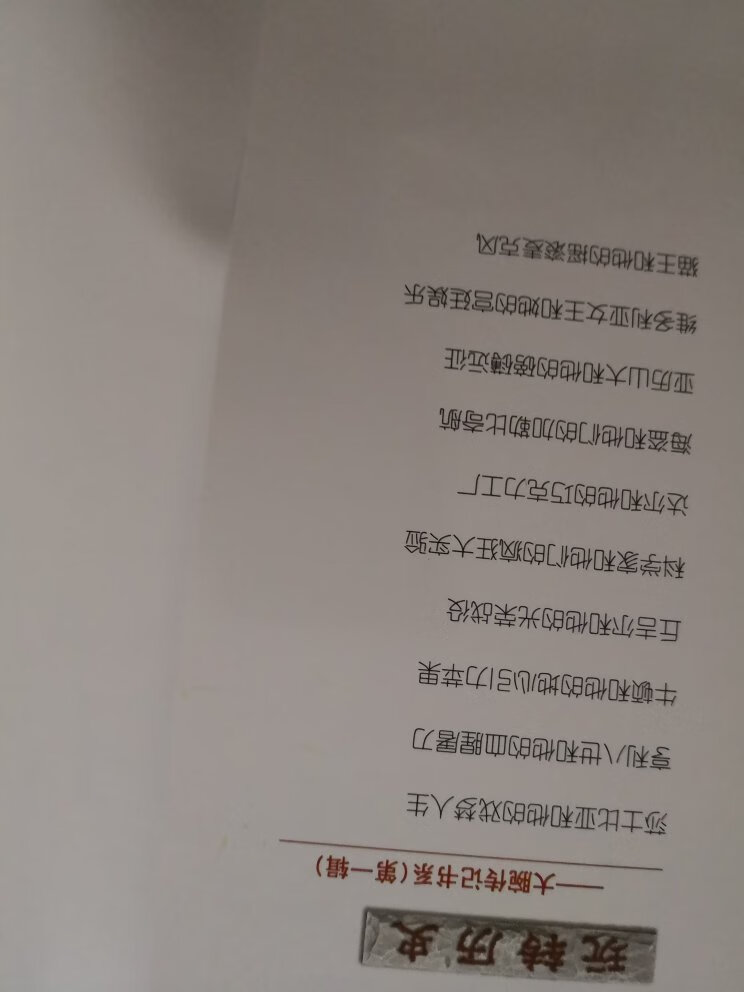 玩转历史
——大腕传记书系(第一辑)
莎士比亚和他的戏梦人生
亨利八世和他的血腥屠刀
牛顿和他的地心引力苹果
丘吉尔和他的光荣战役
科学家和他们的疯狂大实验
达尔和他的巧克力工厂
海盗和他们的加勒比奇航
亚历山大和他的磅礴远征
维多利亚女王和她的宫廷娱乐
猫王和他的摇滚麦克风